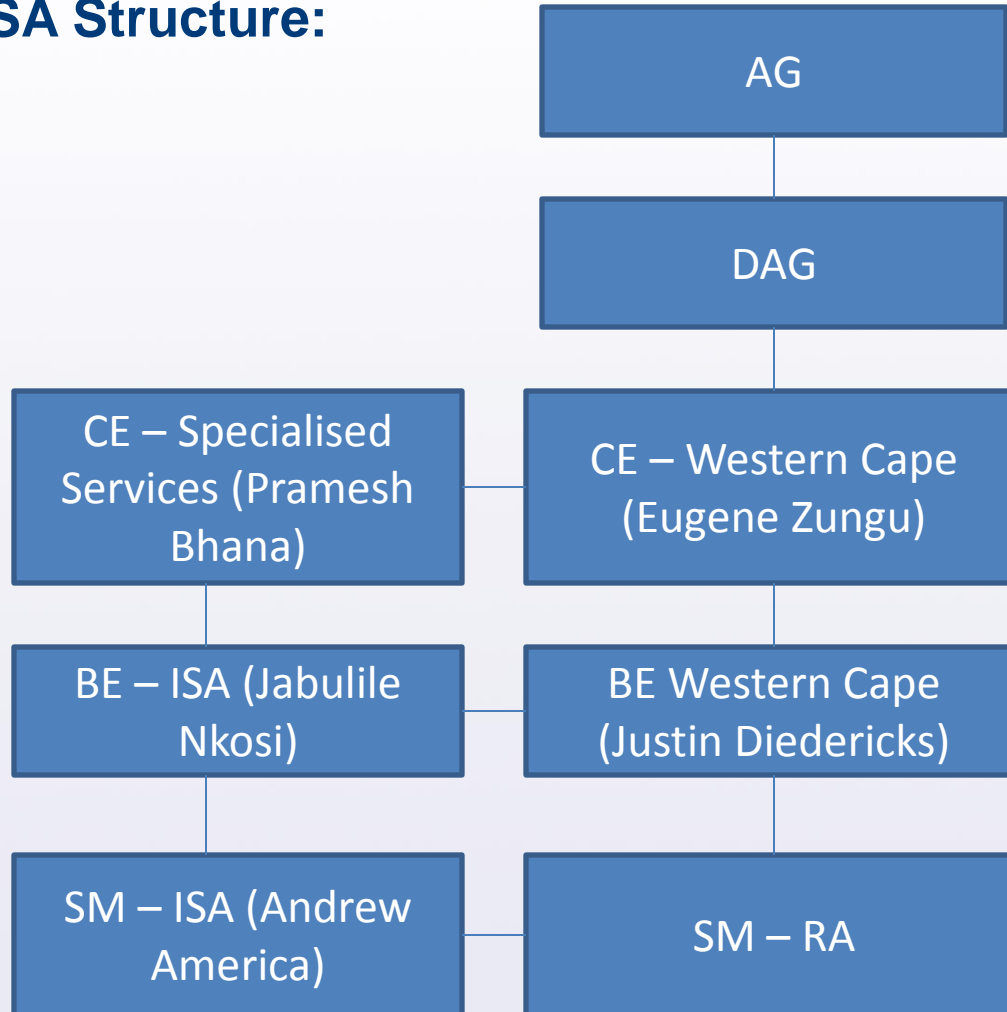 SA Structure:
AG
DAG
CE – Specialised
Services (Pramesh
Bhana)
CE – Western Cape
(Eugene Zungu)
BE – ISA (Jabulile
Nkosi)
BE Western Cape
(Justin Diedericks)
SM – ISA (Andrew
America)
SM – RA